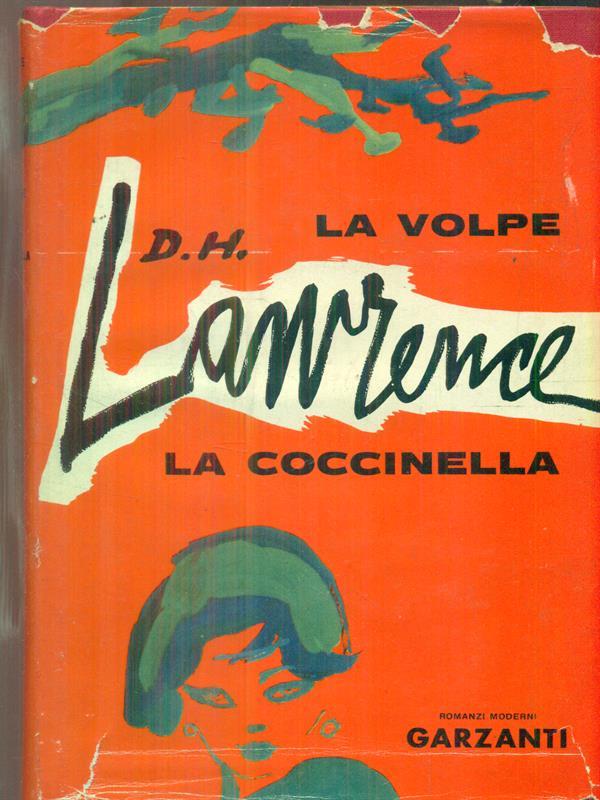 LA VOLPE
D.H.
Lawrence
LA COCCINELLA
ROMANZI MODERNI
GARZANTI